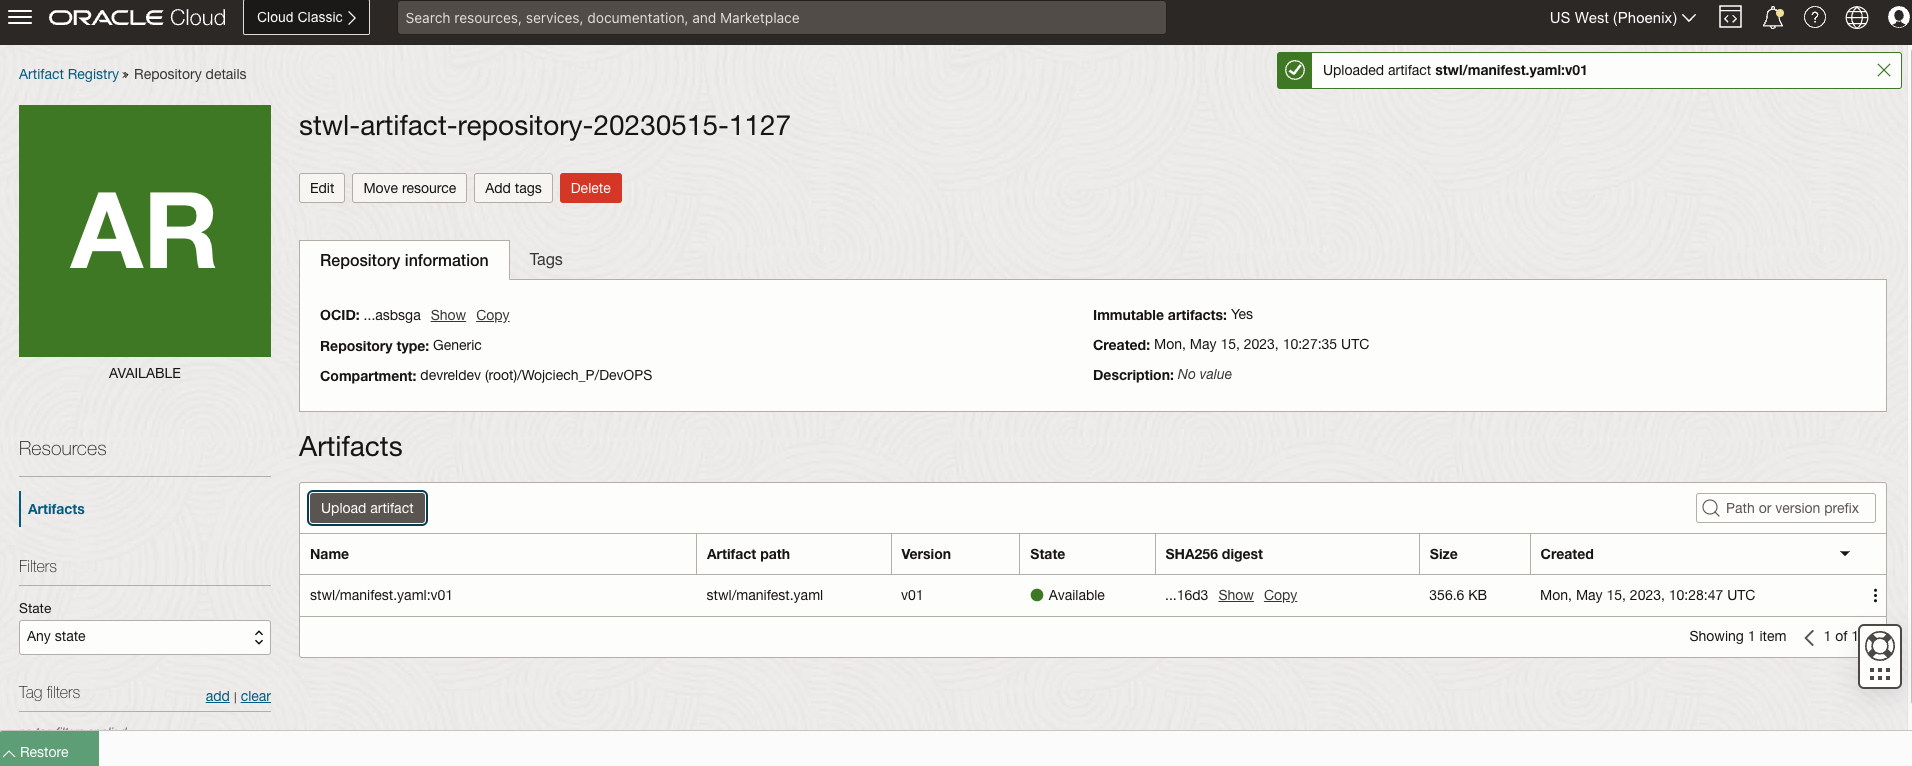 ORACLE Cloud
Cloud Classic
Search resources, services, documentation, and Marketplace
US West (Phoenix)
Artifact Registry » Repository details
Uploaded artifact stwl/manifest.yaml:v01
AR
AVAILABLE
stwl-artifact-repository-20230515-1127
Edit Move resource Add tags Delete
Repository information Tags
OCID: ...asbsga Show Copy
Immutable artifacts: Yes
Repository type: Generic
Created: Mon, May 15, 2023, 10:27:35 UTC
Compartment: devreldev (root)/Wojciech_P/DevOPS
Description: No value
Resources
Artifacts
Filters
State
Any state
Tag filters add | clear
Artifacts
Upload artifact
Path or version prefix
Name Artifact path Version State SHA256 digest Size Created
stwl/manifest.yaml:v01 stwl/manifest.yaml v01 Available ...16d3 Show Copy 356.6 KB Mon, May 15, 2023, 10:28:47 UTC
Showing 1 item 1 of 1
Restore